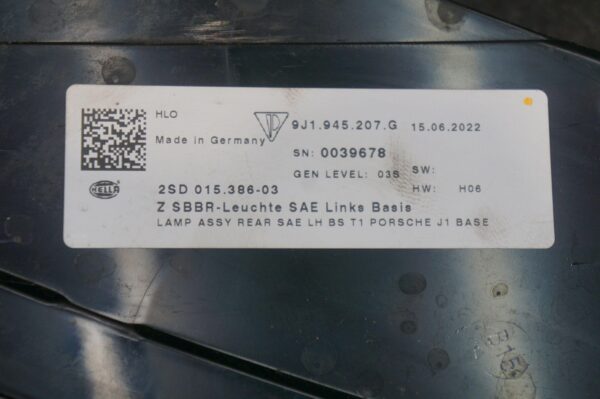 HLO
9J1.945.207.G 15.06.2022
Made in Germany
SN: 0039678
GEN LEVEL: 03S SW:
HELLA
2SD 015.386-03 HW: H06
Z SBBR-Leuchte SAE Links Basis
LAMP ASSY REAR SAE LH BS T1 PORSCHE J1 BASE